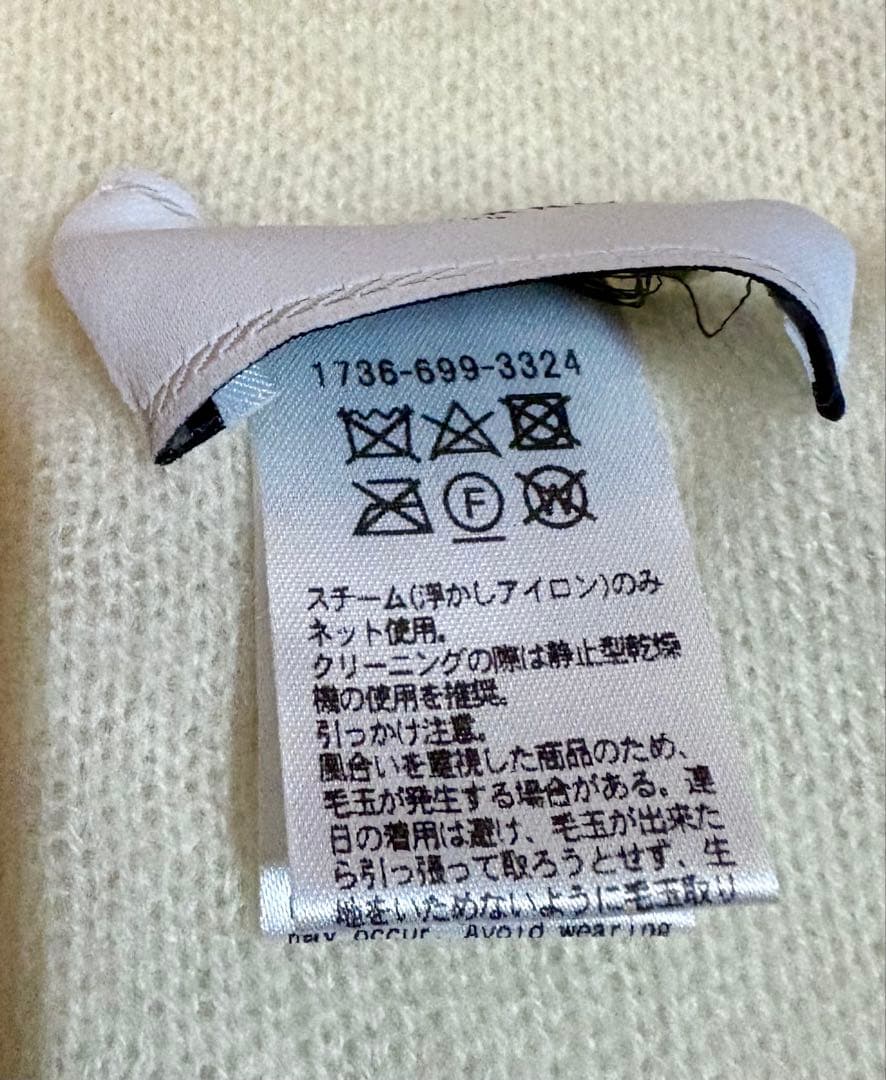 1736-699-3324
F
W
スチーム(浮かしアイロン)のみ
ネット使用。
クリーニングの際は静止型乾燥
機の使用を推奨。
引っかけ注意。
風合いを重視した商品のため、
毛玉が発生する場合がある。連
日の着用は避け、毛玉が出来た
ら引っ張って取ろうとせず、生
地をいためないように毛玉取り
may occur. Avoid wearing